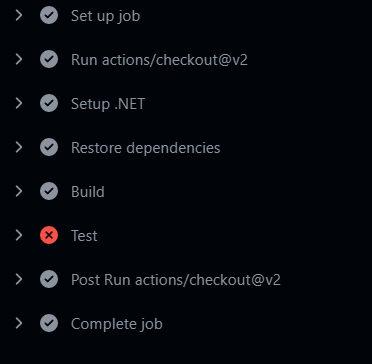 Set up job
Run actions/checkout@v2
Setup .NET
Restore dependencies
Build
Test
Post Run actions/checkout@v2
Complete job